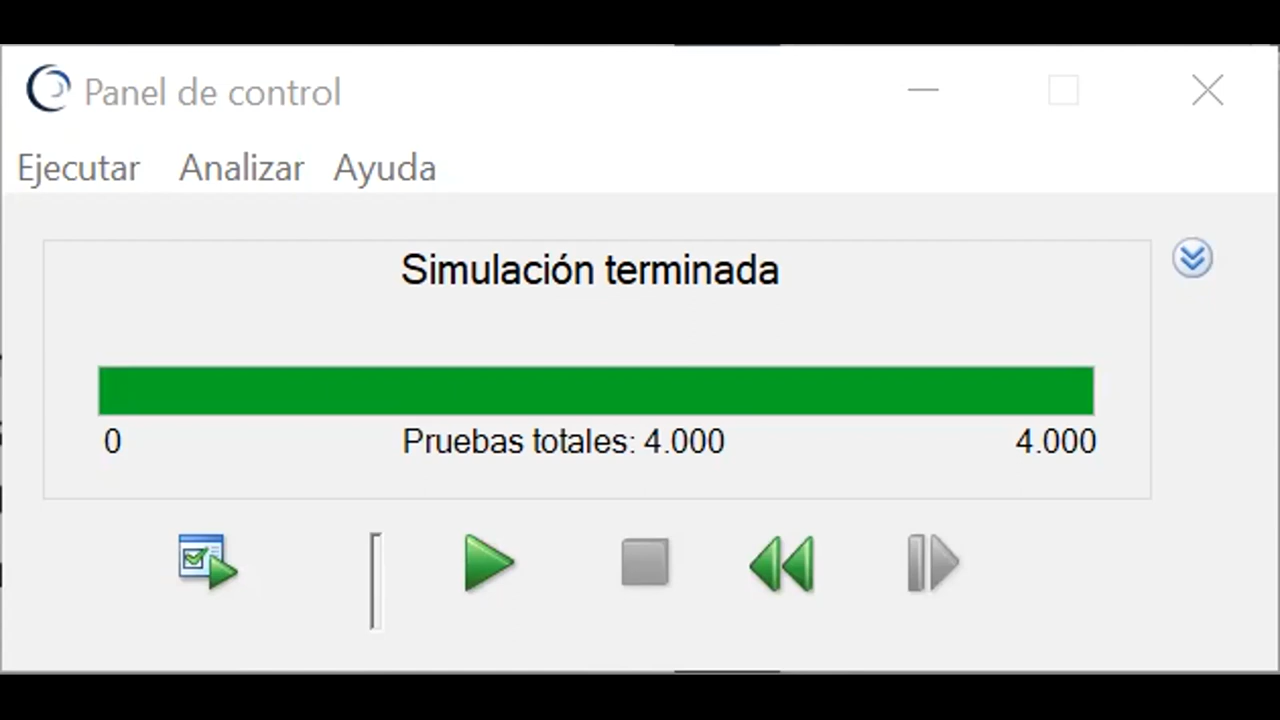 Panel de control
Ejecutar Analizar Ayuda
Simulación terminada
0 Pruebas totales: 4.000 4.000